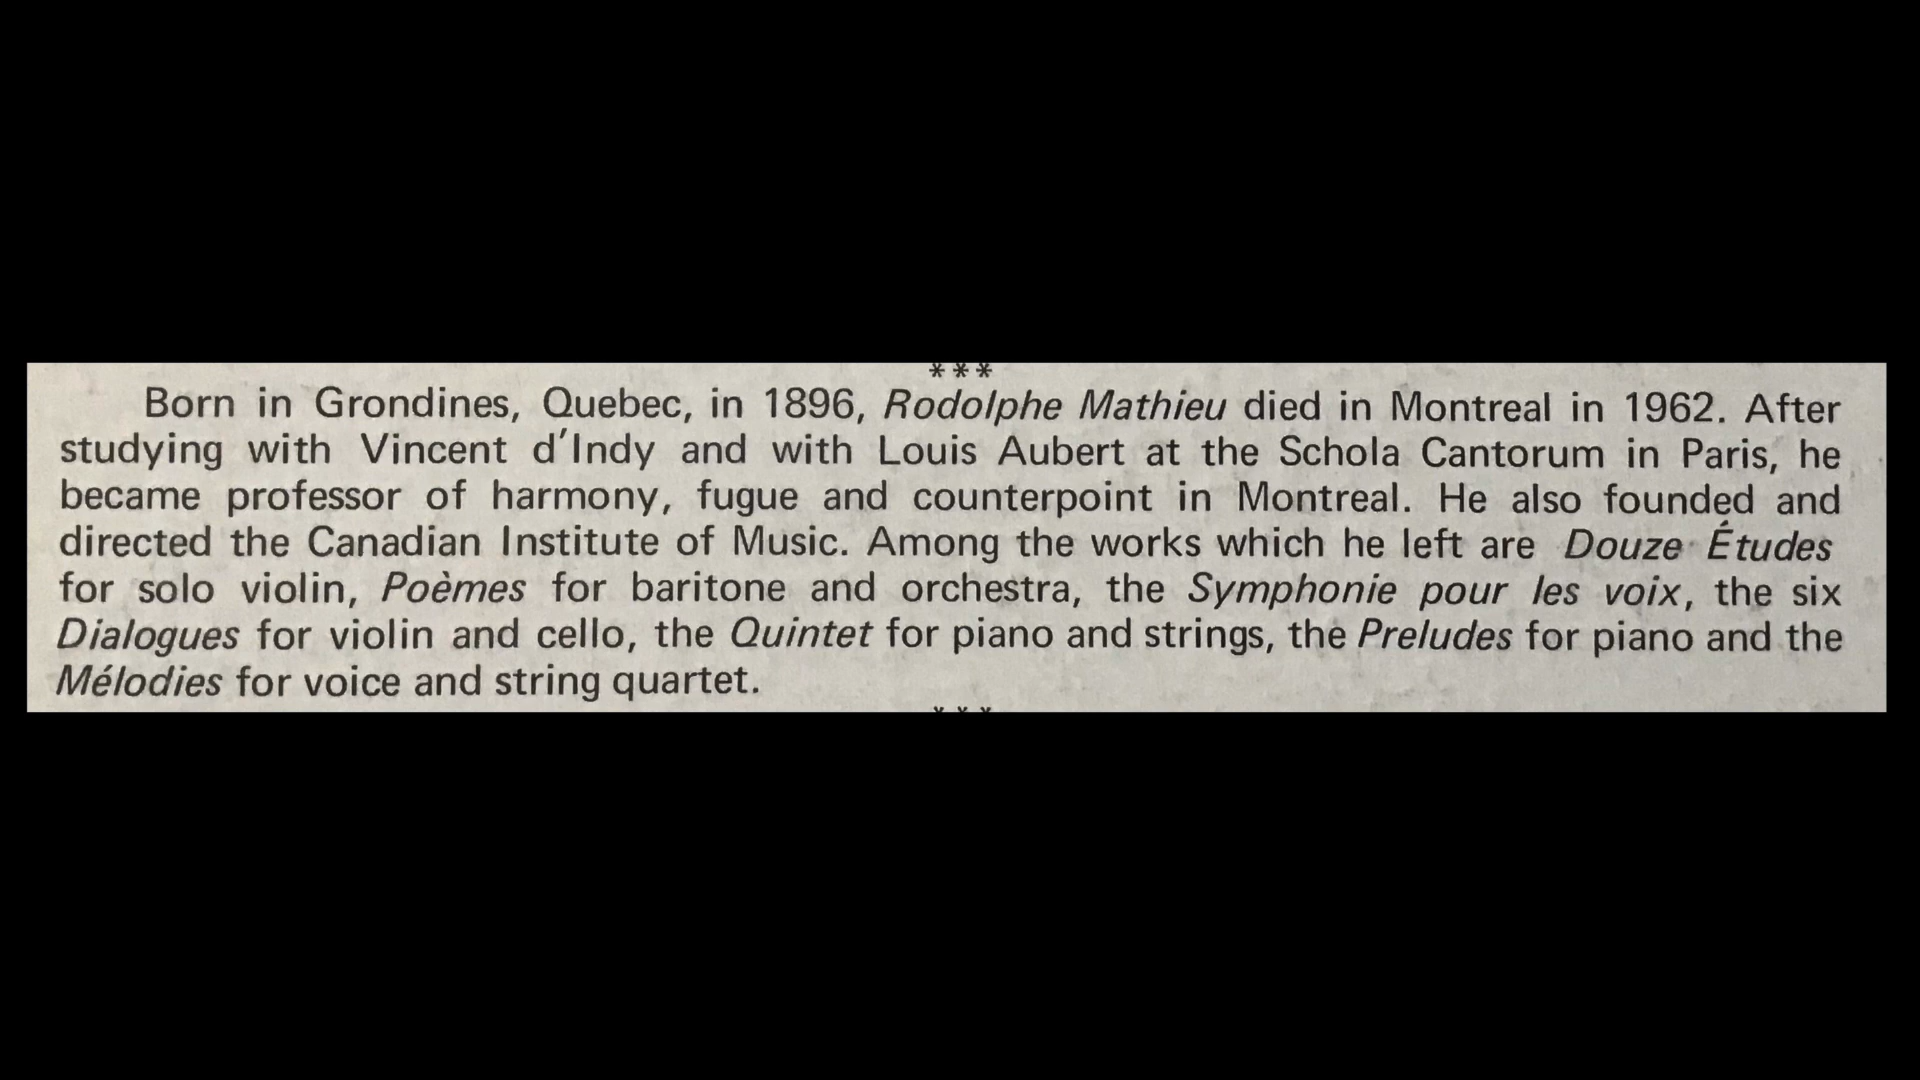 ***
Born in Grondines, Quebec, in 1896, Rodolphe Mathieu died in Montreal in 1962. After
studying with Vincent d'Indy and with Louis Aubert at the Schola Cantorum in Paris, he
became professor of harmony, fugue and counterpoint in Montreal. He also founded and
directed the Canadian Institute of Music. Among the works which he left are Douze Études
for solo violin, Poèmes for baritone and orchestra, the Symphonie pour les voix, the six
Dialogues for violin and cello, the Quintet for piano and strings, the Preludes for piano and the
Mélodies for voice and string quartet.